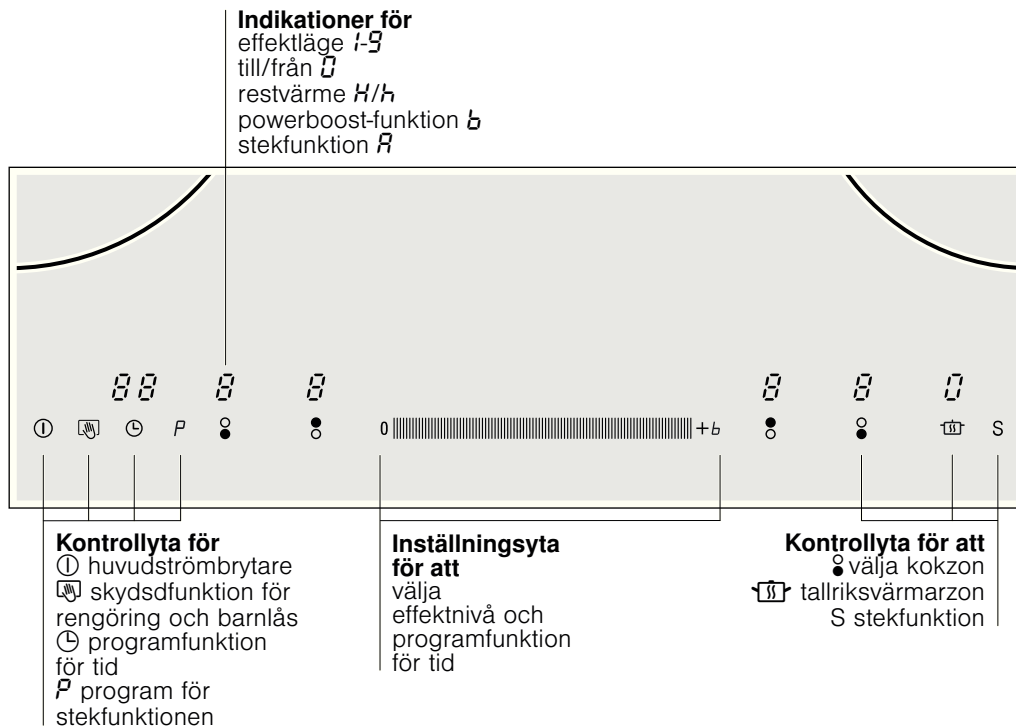 Indikationer för
effektläge 1-9
till/från 0
restvärme H/h
powerboost-funktion b
stekfunktion A
88 8 8 8 8 0
P 0 +b S
Kontrollyta för
huvudströmbrytare
skydsdfunktion för
rengöring och barnlås
programfunktion
för tid
P program för
stekfunktionen
Inställningsyta
för att
välja
effektnivå och
programfunktion
för tid
Kontrollyta för att
välja kokzon
tallriksvärmarzon
S stekfunktion